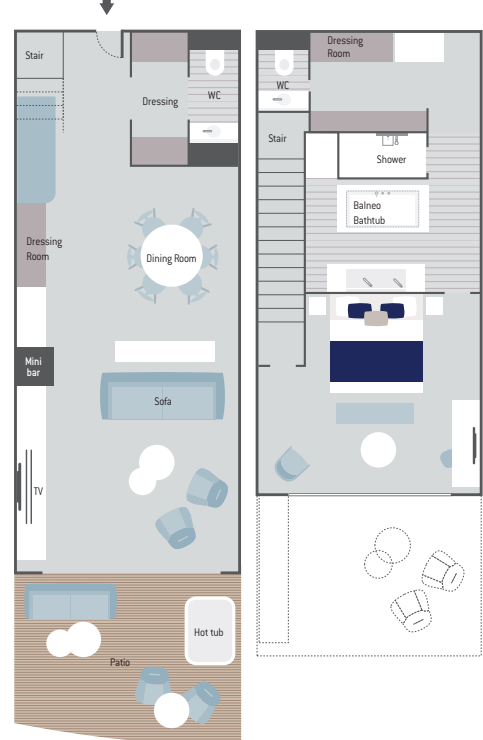 Stair
Dressing
WC
Dressing
Room
Dining Room
Mini
bar
Sofa
TV
Hot tub
Patio
Dressing
Room
WC
Stair
Shower
Balneo
Bathtub